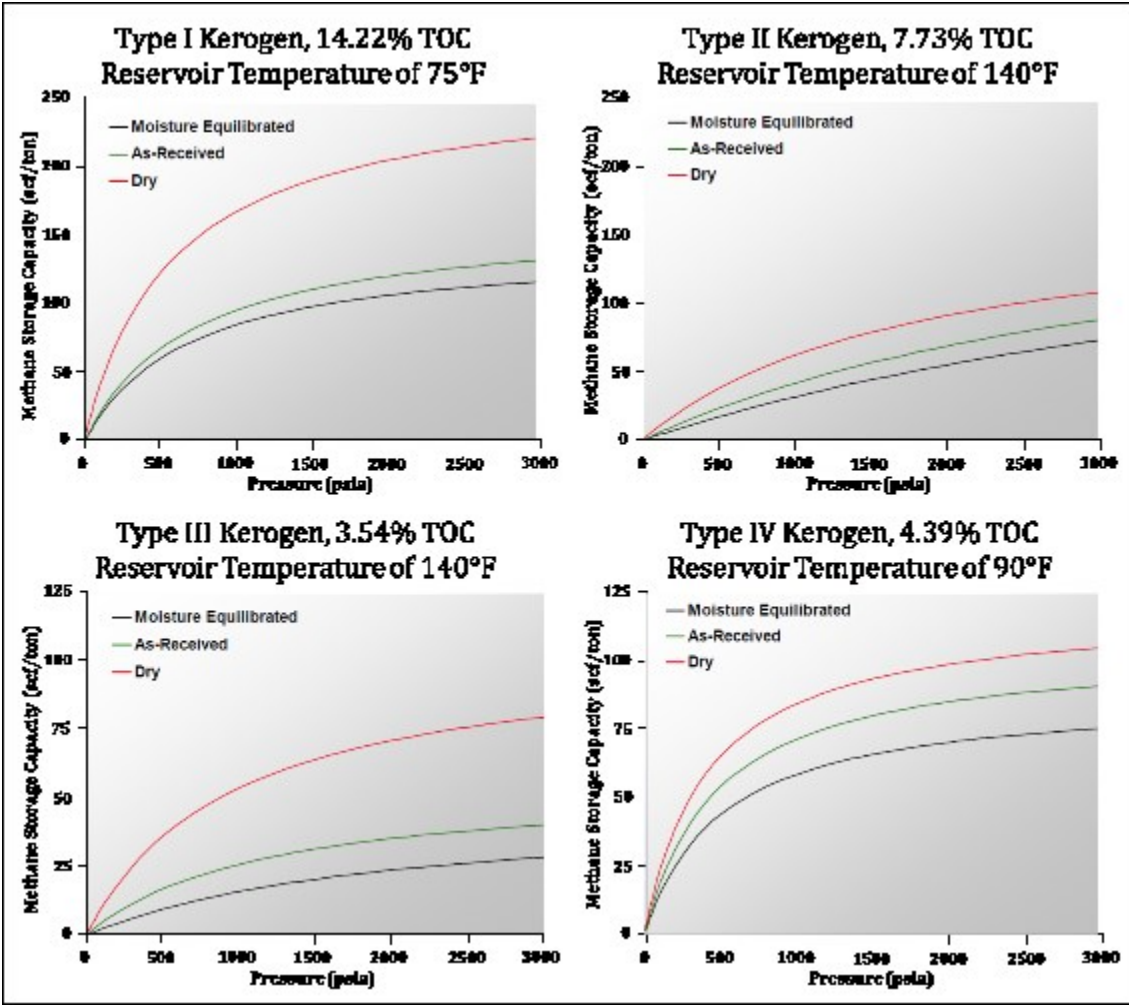 Type I Kerogen, 14.22% TOC
Reservoir Temperature of 75°F
Methane Storage Capacity (scf/ton)
250
200
150
100
50
0
Moisture Equilibrated
As-Received
Dry
0 500 1000 1500 2000 2500 3000
Pressure (psia)
Type II Kerogen, 7.73% TOC
Reservoir Temperature of 140°F
Methane Storage Capacity (scf/ton)
250
200
150
100
50
0
Moisture Equilibrated
As-Received
Dry
0 500 1000 1500 2000 2500 3000
Pressure (psia)
Type III Kerogen, 3.54% TOC
Reservoir Temperature of 140°F
Methane Storage Capacity (scf/ton)
125
100
75
50
25
0
Moisture Equilibrated
As-Received
Dry
0 500 1000 1500 2000 2500 3000
Pressure (psia)
Type IV Kerogen, 4.39% TOC
Reservoir Temperature of 90°F
Methane Storage Capacity (scf/ton)
125
100
75
50
25
0
Moisture Equilibrated
As-Received
Dry
0 500 1000 1500 2000 2500 3000
Pressure (psia)